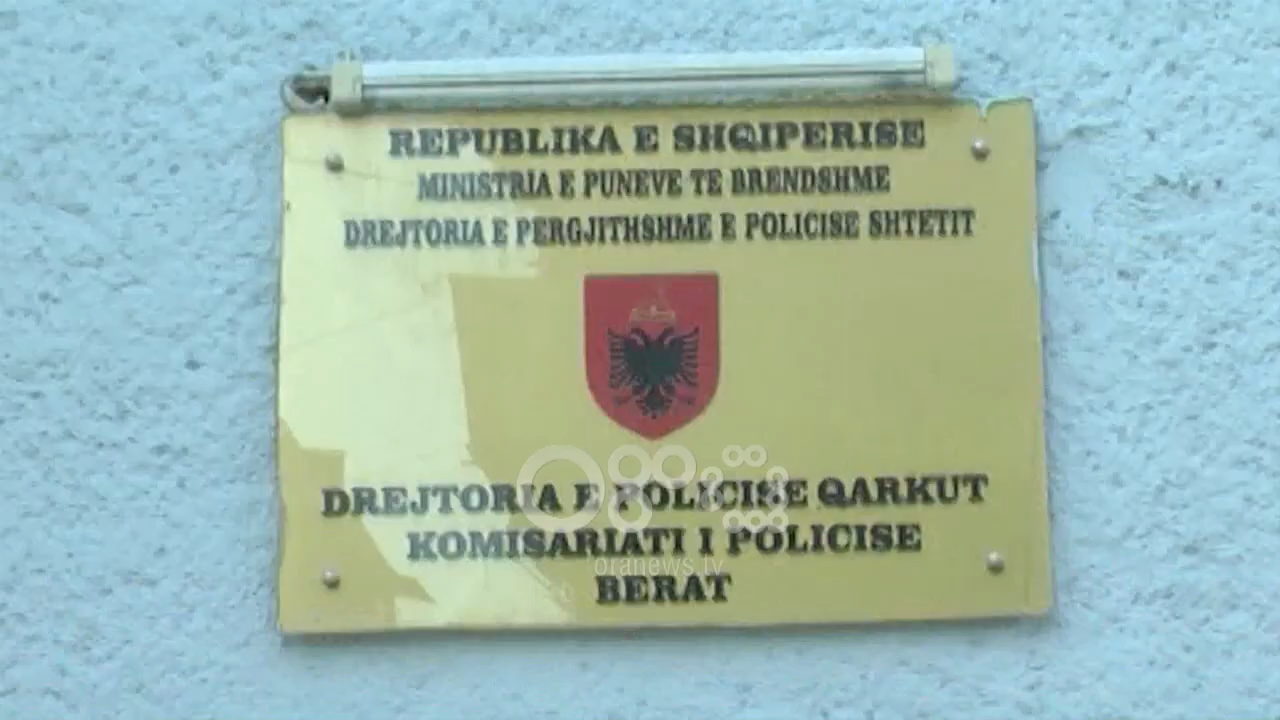 REPUBLIKA E SHQIPERISE
MINISTRIA E PUNEVE TE BRENDSHME
DREJTORIA E PERGJITHSHME E POLICISE SHTETIT
DREJTORIA E POLICISE QARKUT
KOMISARIATI I POLICISE
oranews.tv
BERAT